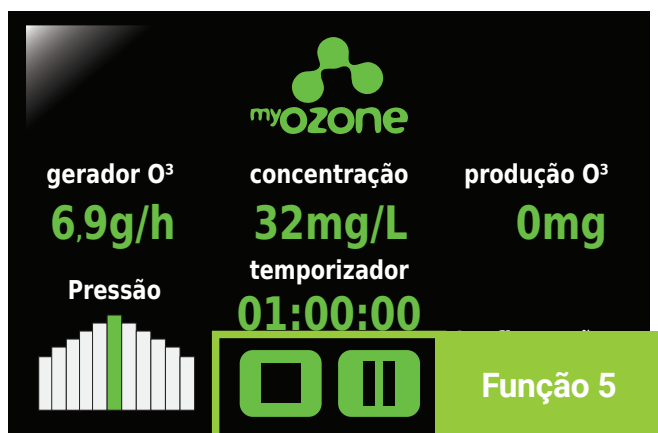 myozone
gerador O³
concentração
produção O³
6,9g/h
32mg/L
0mg
temporizador
Pressão
01:00:00
Função 5